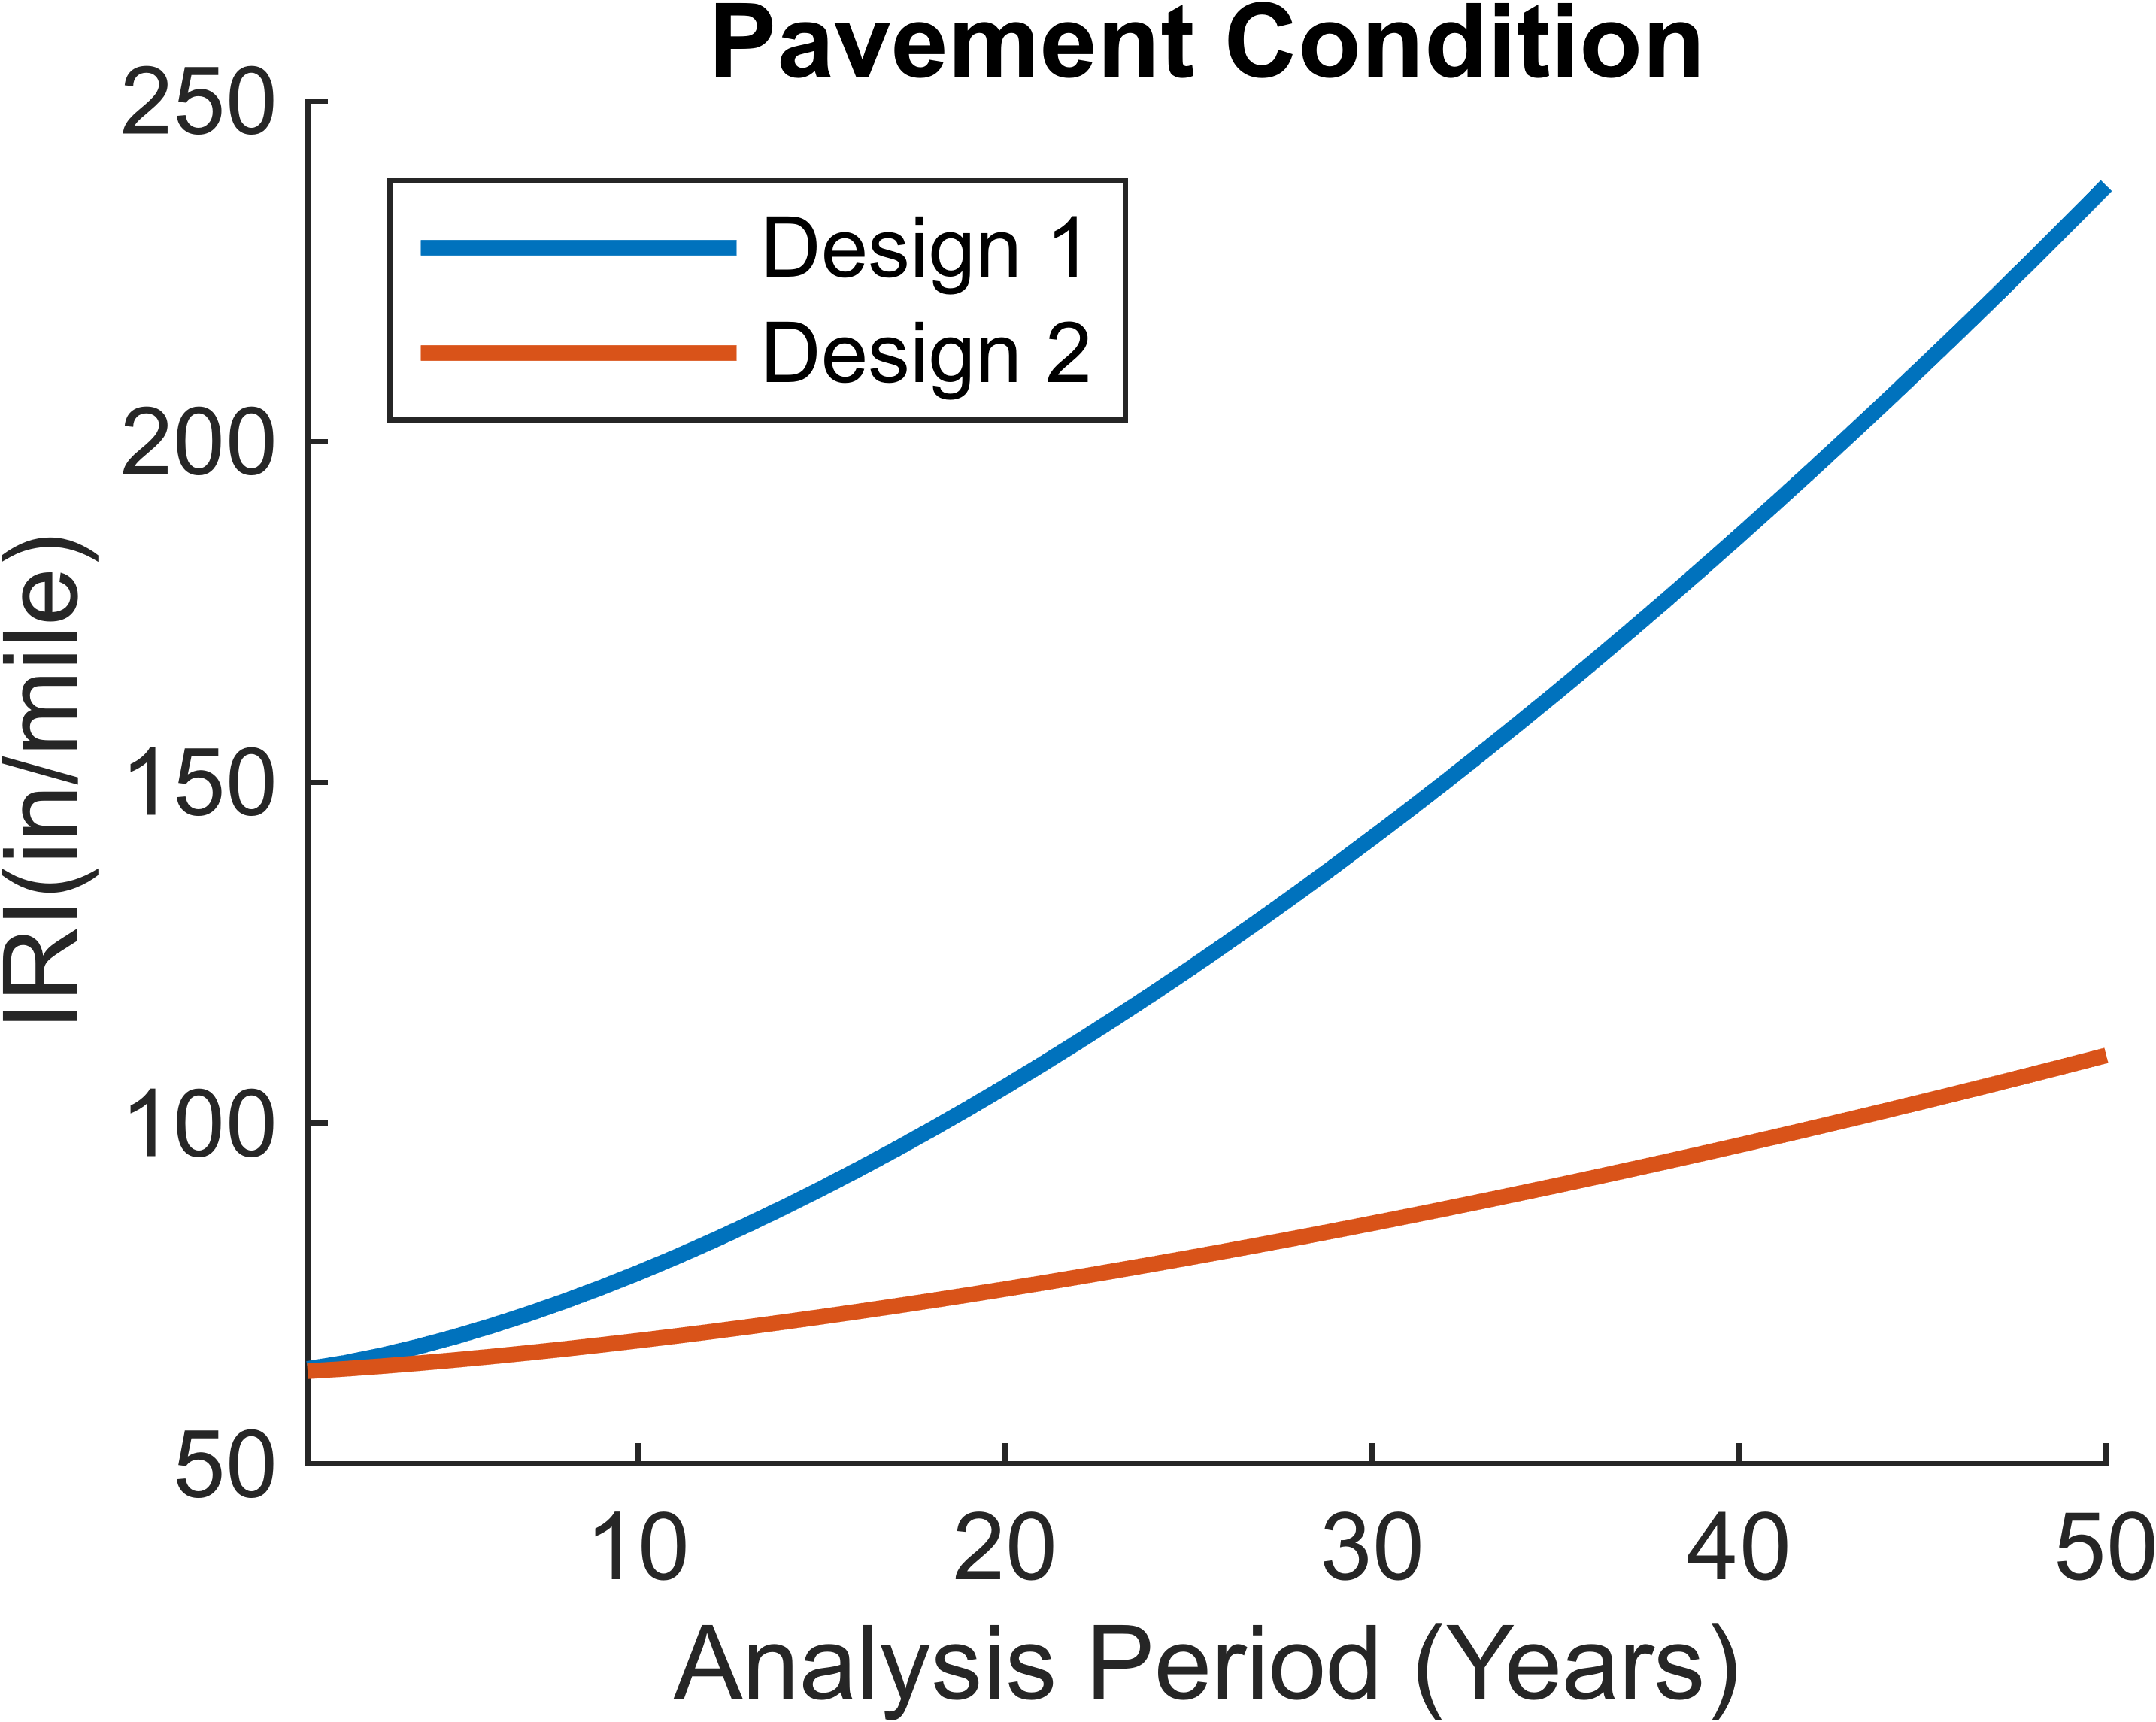 Pavement Condition
250
Design 1
Design 2
200
IRI(in/mile)
150
100
50
10 20 30 40 50
Analysis Period (Years)